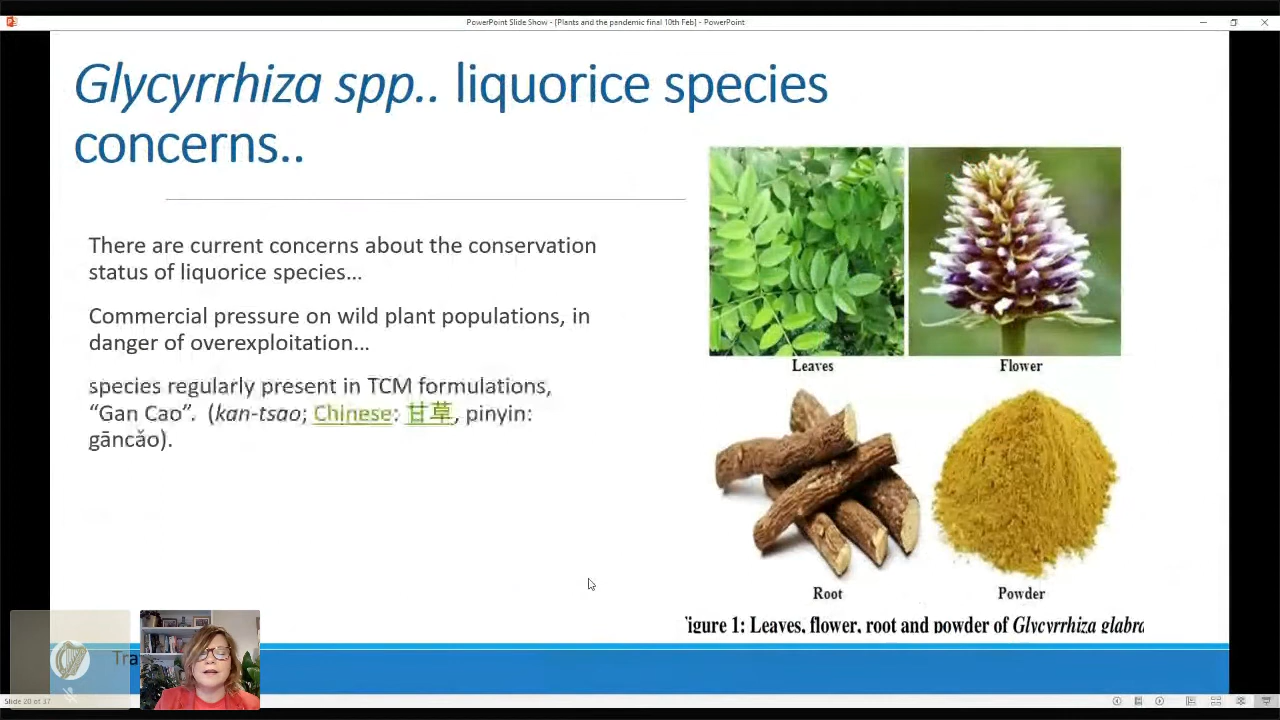 PowerPoint Slide Show - [Plants and the pandemic final 10th Feb] - PowerPoint
Glycyrrhiza spp.. liquorice species
concerns..
There are current concerns about the conservation
status of liquorice species…
Commercial pressure on wild plant populations, in
danger of overexploitation…
species regularly present in TCM formulations,
“Gan Cao”. (kan-tsao; Chinese: 甘草, pinyin:
gāncǎo).
Leaves
Flower
Root
Powder
igure 1: Leaves, flower, root and powder of Glycyrrhiza glabra
Slide 20 of 37